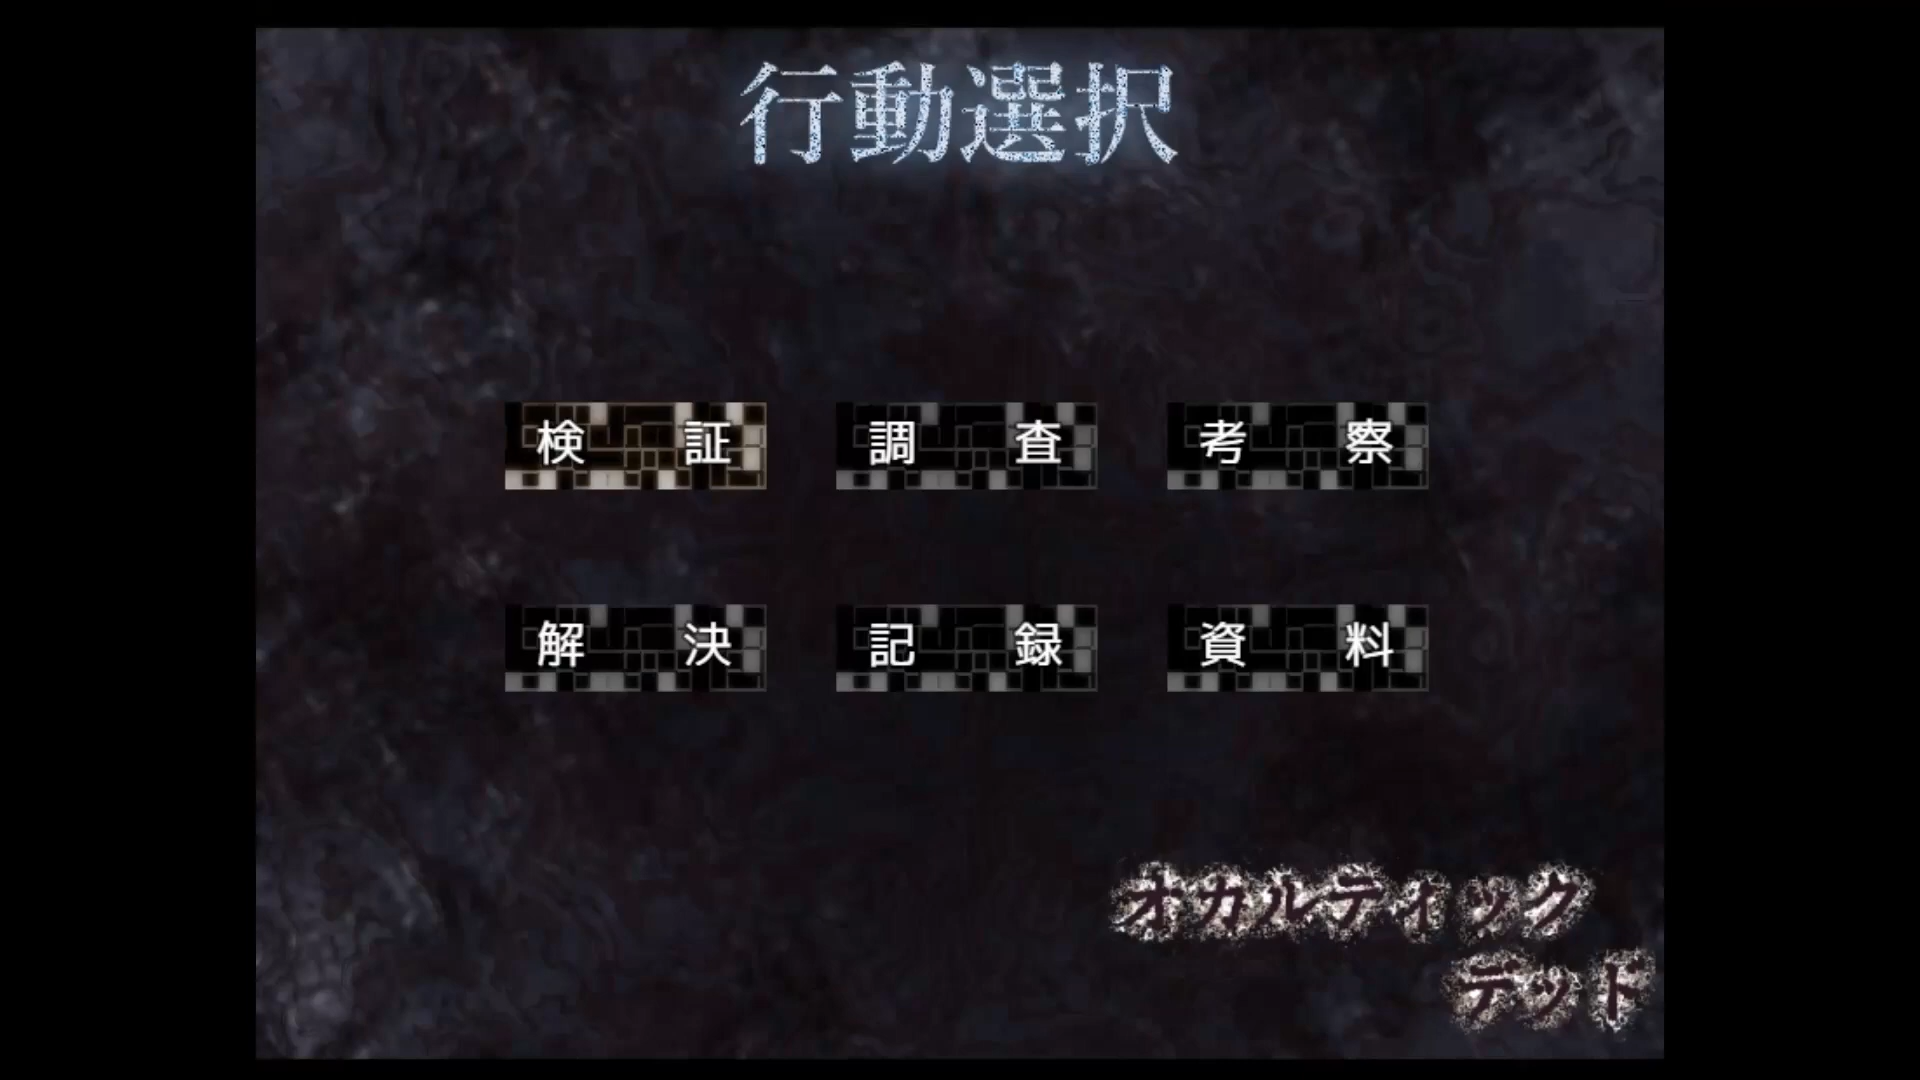 行動選択
検証 調査 考察
解決 記録 資料
オカルティック
デッド